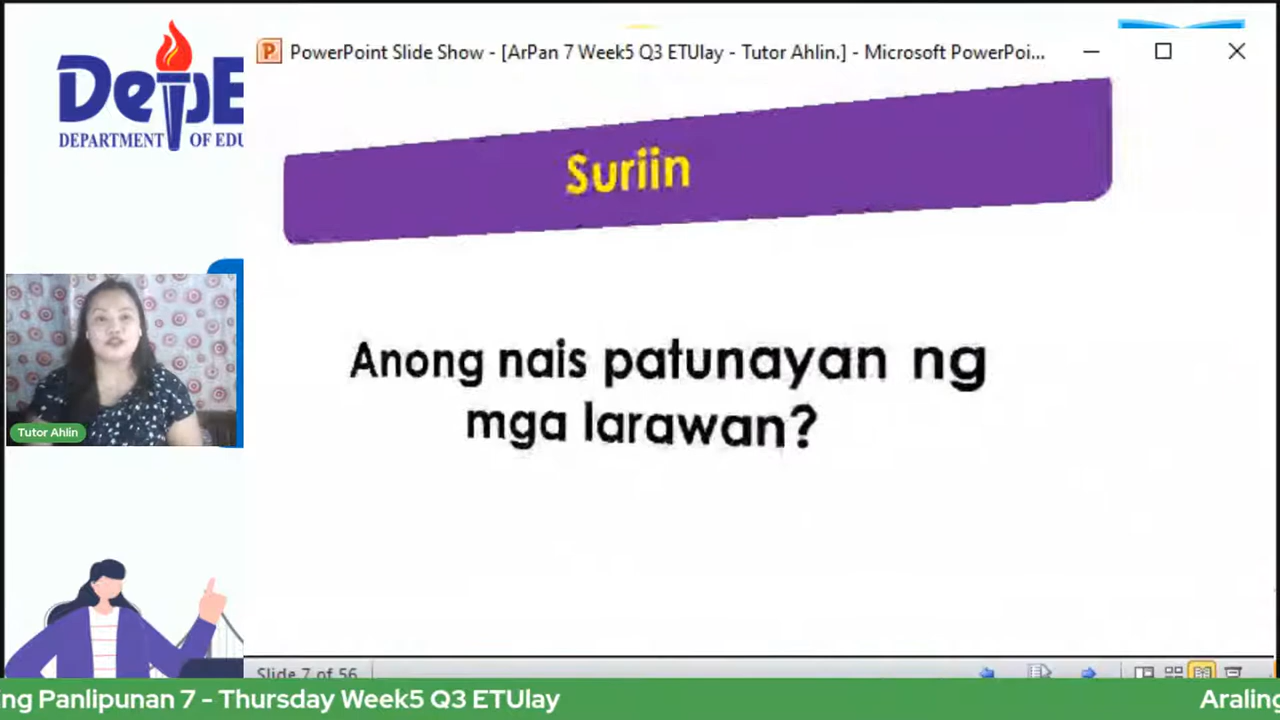 DepE
DEPARTMENT OF EDU
PowerPoint Slide Show - [ArPan 7 Week5 Q3 ETUlay - Tutor Ahlin.] - Microsoft PowerPoi...
Suriin
Anong nais patunayan ng
mga larawan?
Tutor Ahlin
Slide 7 of 56
ng Panlipunan 7 - Thursday Week5 Q3 ETUlay
Araling